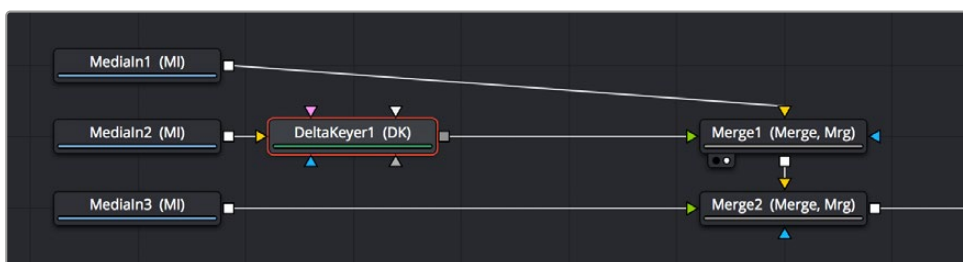 MediaIn1 (MI)
MediaIn2 (MI)
DeltaKeyer1 (DK)
Merge1 (Merge, Mrg)
MediaIn3 (MI)
Merge2 (Merge, Mrg)